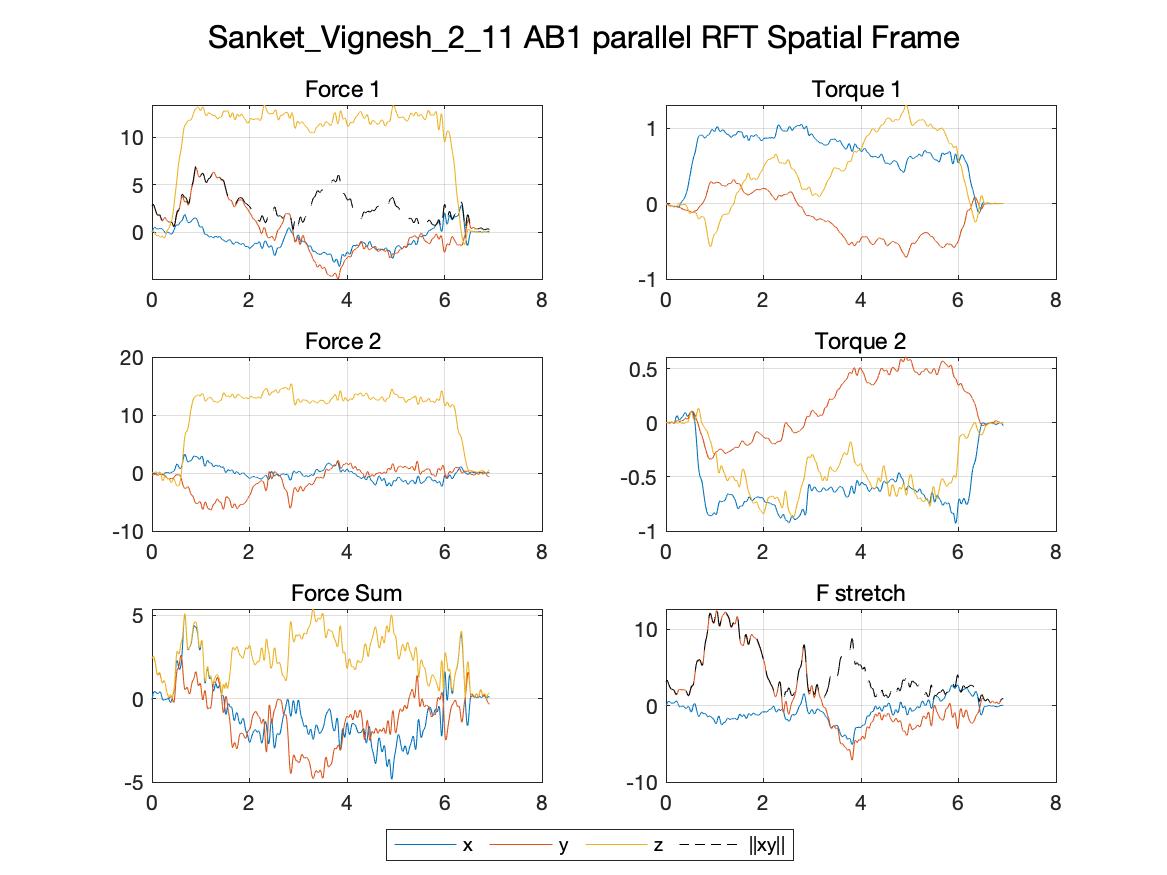 Sanket_Vignesh_2_11 AB1 parallel RFT Spatial Frame
Force 1
10
5
0
0 2 4 6 8
Torque 1
1
0
-1
0 2 4 6 8
Force 2
20
10
0
-10
0 2 4 6 8
Torque 2
0.5
0
-0.5
-1
0 2 4 6 8
Force Sum
5
0
-5
0 2 4 6 8
F stretch
10
0
-10
0 2 4 6 8
x y z ||xy||